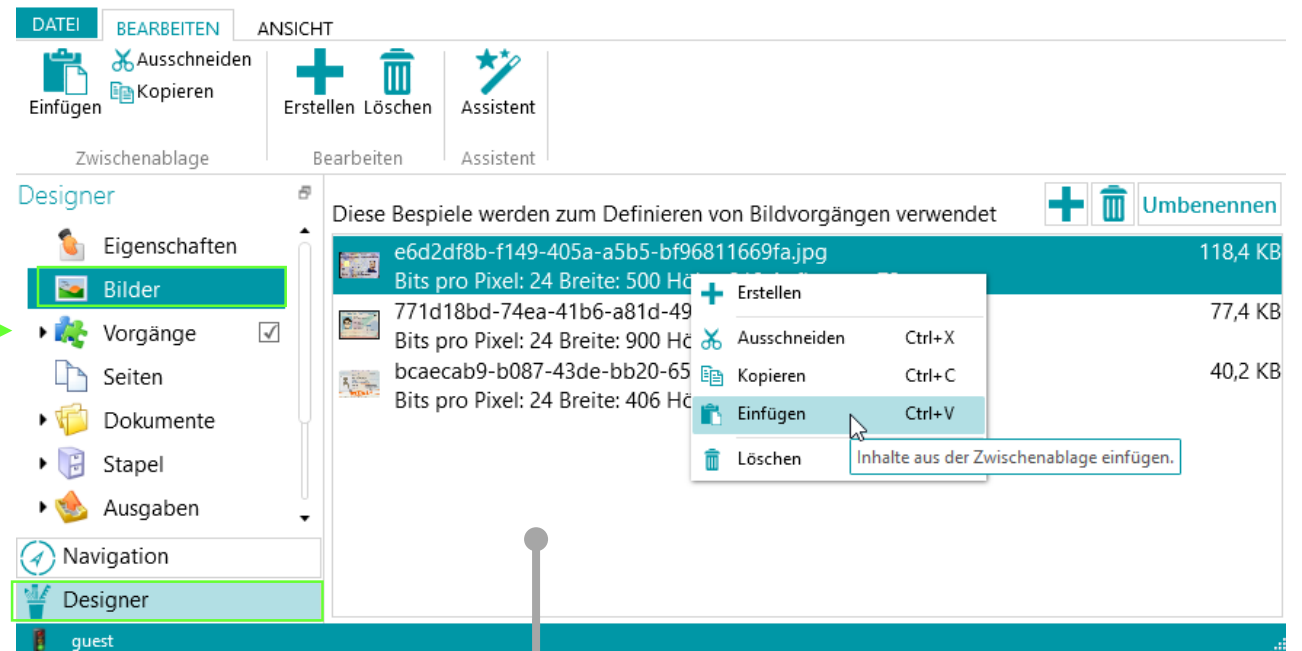 DATEI BEARBEITEN ANSICHT
Einfügen Ausschneiden
Kopieren
Erstellen Löschen Assistent
Zwischenablage Bearbeiten Assistent
Designer
Eigenschaften
Bilder
Vorgänge
Seiten
Dokumente
Stapel
Ausgaben
Navigation
Designer
guest
Diese Bespiele werden zum Definieren von Bildvorgängen verwendet
Umbenennen
e6d2df8b-f149-405a-a5b5-bf96811669fa.jpg 118,4 KB
Bits pro Pixel: 24 Breite: 500
771d18bd-74ea-41b6-a81d-49 77,4 KB
Bits pro Pixel: 24 Breite: 900
bcaecab9-b087-43de-bb20-65 40,2 KB
Bits pro Pixel: 24 Breite: 406
Erstellen
Ausschneiden Ctrl+X
Kopieren Ctrl+C
Einfügen Ctrl+V
Löschen
Inhalte aus der Zwischenablage einfügen.